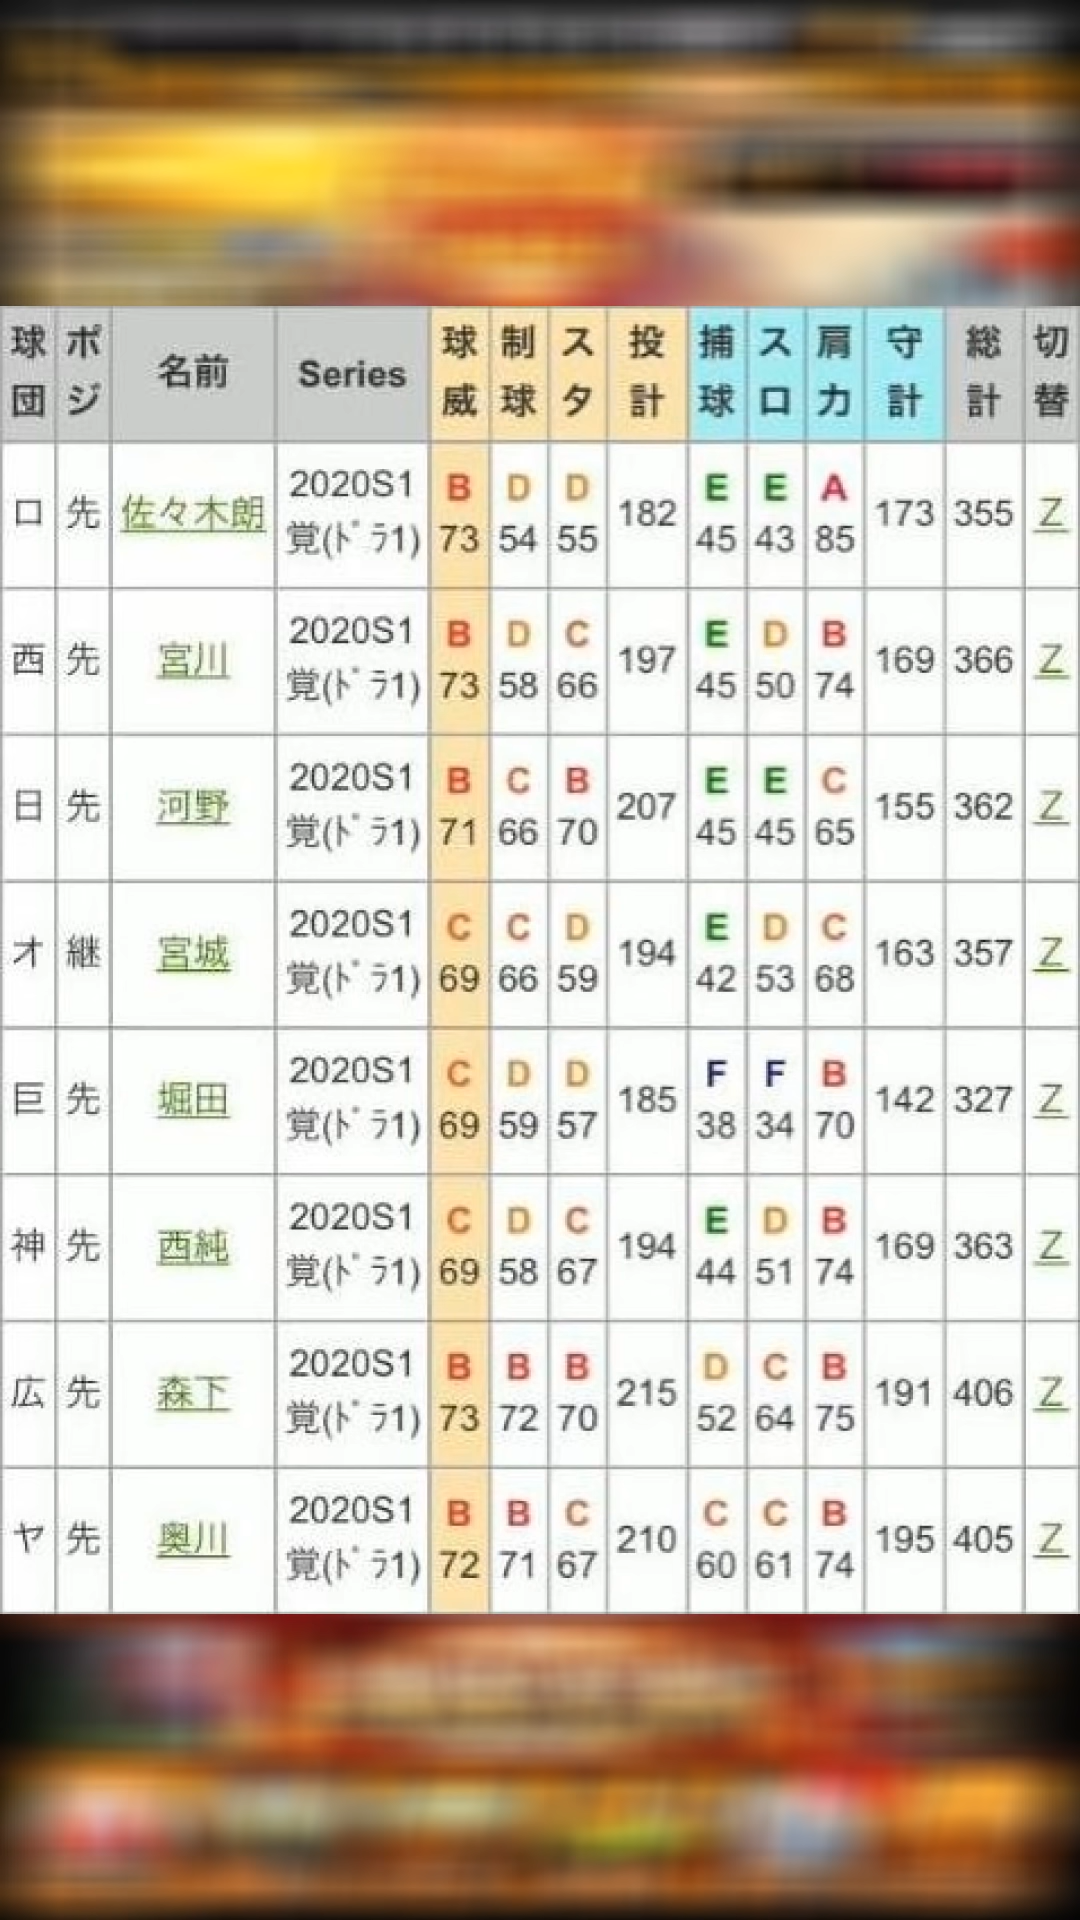 球団 ポジ 名前 Series 球威 制球 スタ 投計 捕球 スロ 肩力 守計 総計 切替
ロ 先 佐々木朗 2020S1 覚(ﾄﾞﾗ1) B 73 D 54 D 55 182 E 45 E 43 A 85 173 355 Z
西 先 宮川 2020S1 覚(ﾄﾞﾗ1) B 73 D 58 C 66 197 E 45 D 50 B 74 169 366 Z
日 先 河野 2020S1 覚(ﾄﾞﾗ1) B 71 C 66 B 70 207 E 45 E 45 C 65 155 362 Z
オ 継 宮城 2020S1 覚(ﾄﾞﾗ1) C 69 C 66 D 59 194 E 42 D 53 C 68 163 357 Z
巨 先 堀田 2020S1 覚(ﾄﾞﾗ1) C 69 D 59 D 57 185 F 38 F 34 B 70 142 327 Z
神 先 西純 2020S1 覚(ﾄﾞﾗ1) C 69 D 58 C 67 194 E 44 D 51 B 74 169 363 Z
広 先 森下 2020S1 覚(ﾄﾞﾗ1) B 73 B 72 B 70 215 D 52 C 64 B 75 191 406 Z
ヤ 先 奥川 2020S1 覚(ﾄﾞﾗ1) B 72 B 71 C 67 210 C 60 C 61 B 74 195 405 Z